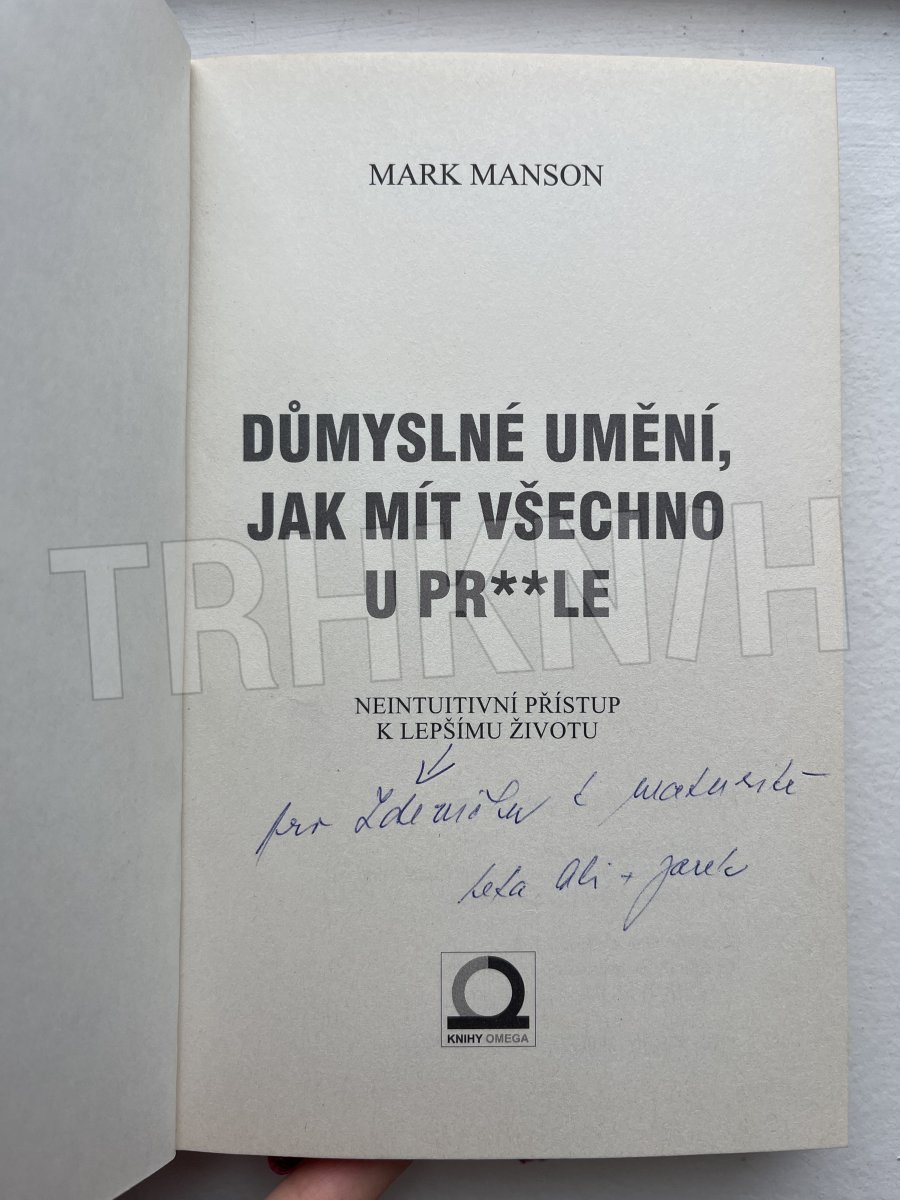 MARK MANSON
DŮMYSLNÉ UMĚNÍ,
JAK MÍT VŠECHNO
U PR**LE
TRHKNIH
NEINTUITIVNÍ PŘÍSTUP
K LEPŠÍMU ŽIVOTU
pro k maturitě
teta Ali + Jarek
KNIHY OMEGA